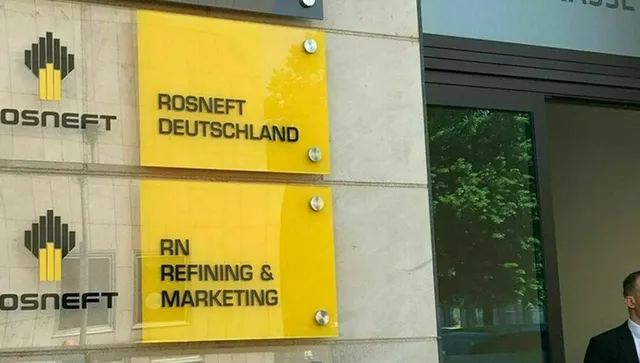 ROSNEFT
DEUTSCHLAND
OSNEFT
RN
REFINING &
MARKETING
OSNEFT